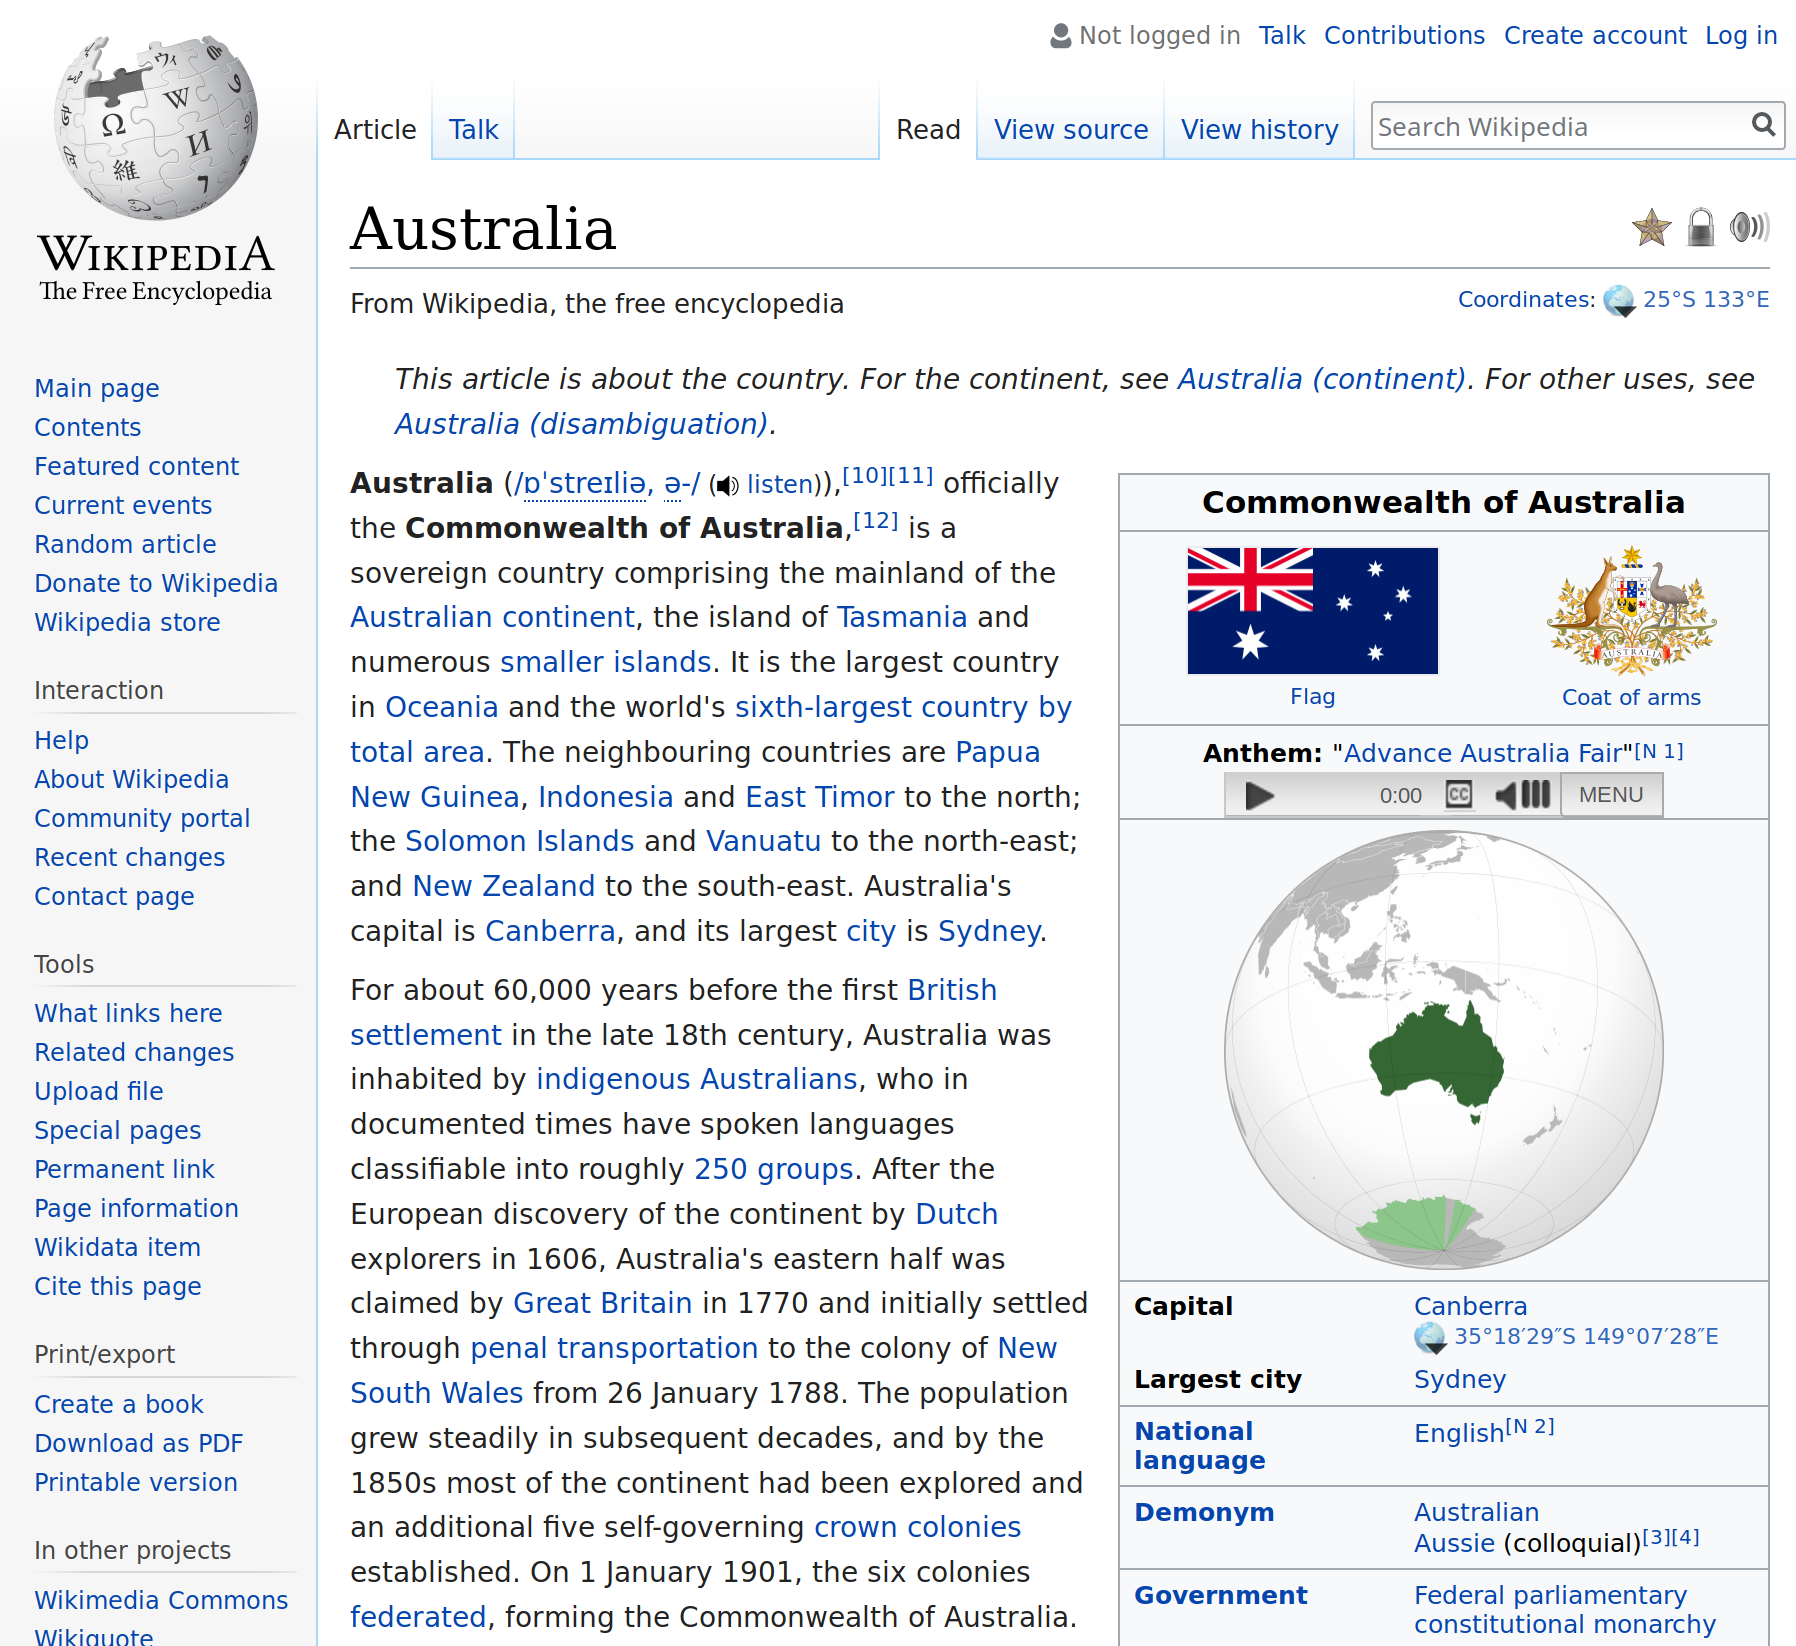 Not logged in Talk Contributions Create account Log in
Article Talk Read View source View history Search Wikipedia
WIKIPEDIA
The Free Encyclopedia
Main page
Contents
Featured content
Current events
Random article
Donate to Wikipedia
Wikipedia store
Interaction
Help
About Wikipedia
Community portal
Recent changes
Contact page
Tools
What links here
Related changes
Upload file
Special pages
Permanent link
Page information
Wikidata item
Cite this page
Print/export
Create a book
Download as PDF
Printable version
In other projects
Wikimedia Commons
Wikiquote
Australia
From Wikipedia, the free encyclopedia
Coordinates: 25°S 133°E
This article is about the country. For the continent, see Australia (continent). For other uses, see
Australia (disambiguation).
Australia (/ɒˈstreɪliə, ə-/ (listen)),[10][11] officially
the Commonwealth of Australia,[12] is a
sovereign country comprising the mainland of the
Australian continent, the island of Tasmania and
numerous smaller islands. It is the largest country
in Oceania and the world's sixth-largest country by
total area. The neighbouring countries are Papua
New Guinea, Indonesia and East Timor to the north;
the Solomon Islands and Vanuatu to the north-east;
and New Zealand to the south-east. Australia's
capital is Canberra, and its largest city is Sydney.
For about 60,000 years before the first British
settlement in the late 18th century, Australia was
inhabited by indigenous Australians, who in
documented times have spoken languages
classifiable into roughly 250 groups. After the
European discovery of the continent by Dutch
explorers in 1606, Australia's eastern half was
claimed by Great Britain in 1770 and initially settled
through penal transportation to the colony of New
South Wales from 26 January 1788. The population
grew steadily in subsequent decades, and by the
1850s most of the continent had been explored and
an additional five self-governing crown colonies
established. On 1 January 1901, the six colonies
federated, forming the Commonwealth of Australia.
Commonwealth of Australia
AUSTRALIA
Flag Coat of arms
Anthem: "Advance Australia Fair"[N 1]
0:00 CC MENU
Capital Canberra
35°18′29″S 149°07′28″E
Largest city Sydney
National English[N 2]
language
Demonym Australian
Aussie (colloquial)[3][4]
Government Federal parliamentary
constitutional monarchy